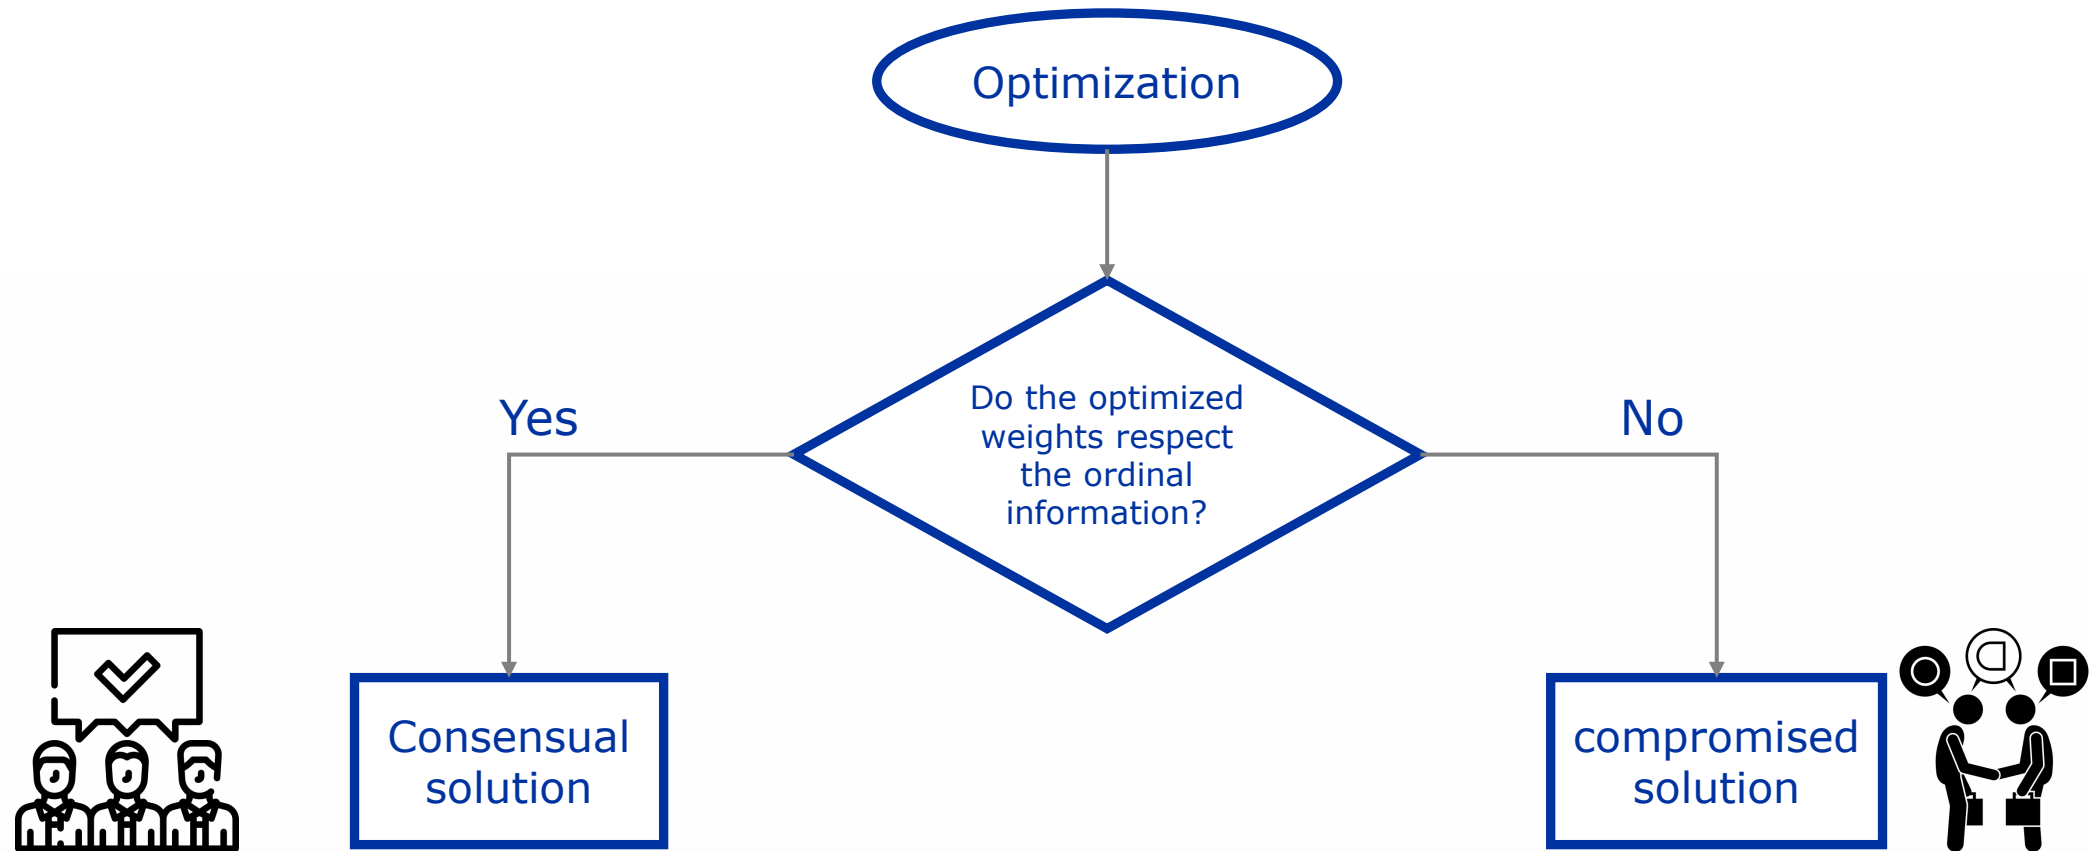 Optimization
Do the optimized
weights respect
the ordinal
information?
Yes
No
Consensual
solution
compromised
solution